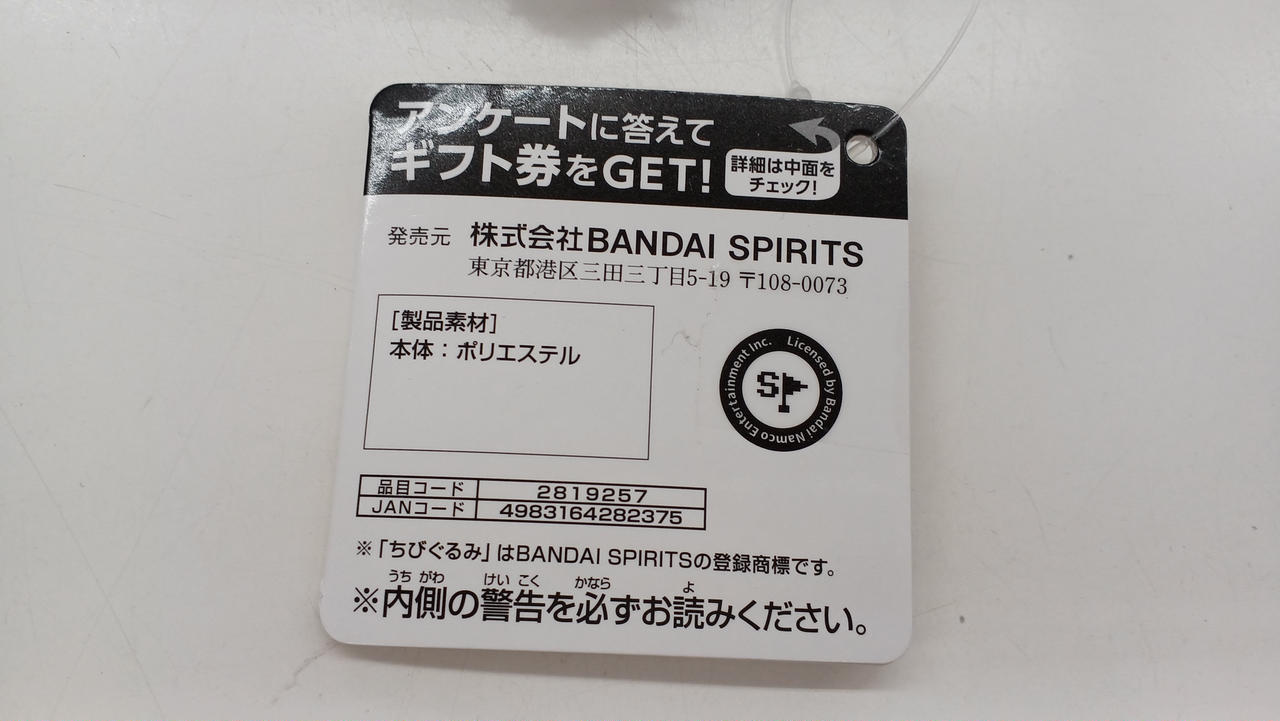 アンケートに答えて
ギフト券をGET!
詳細は中面を
チェック!
発売元 株式会社BANDAI SPIRITS
東京都港区三田三丁目5-19 〒108-0073
[製品素材]
本体:ポリエステル
Licensed by Bandai Namco Entertainment Inc.
SP
品目コード 2819257
JANコード 4983164282375
※「ちびぐるみ」はBANDAI SPIRITSの登録商標です。
うち がわ けい こく かなら よ
※内側の警告を必ずお読みください。